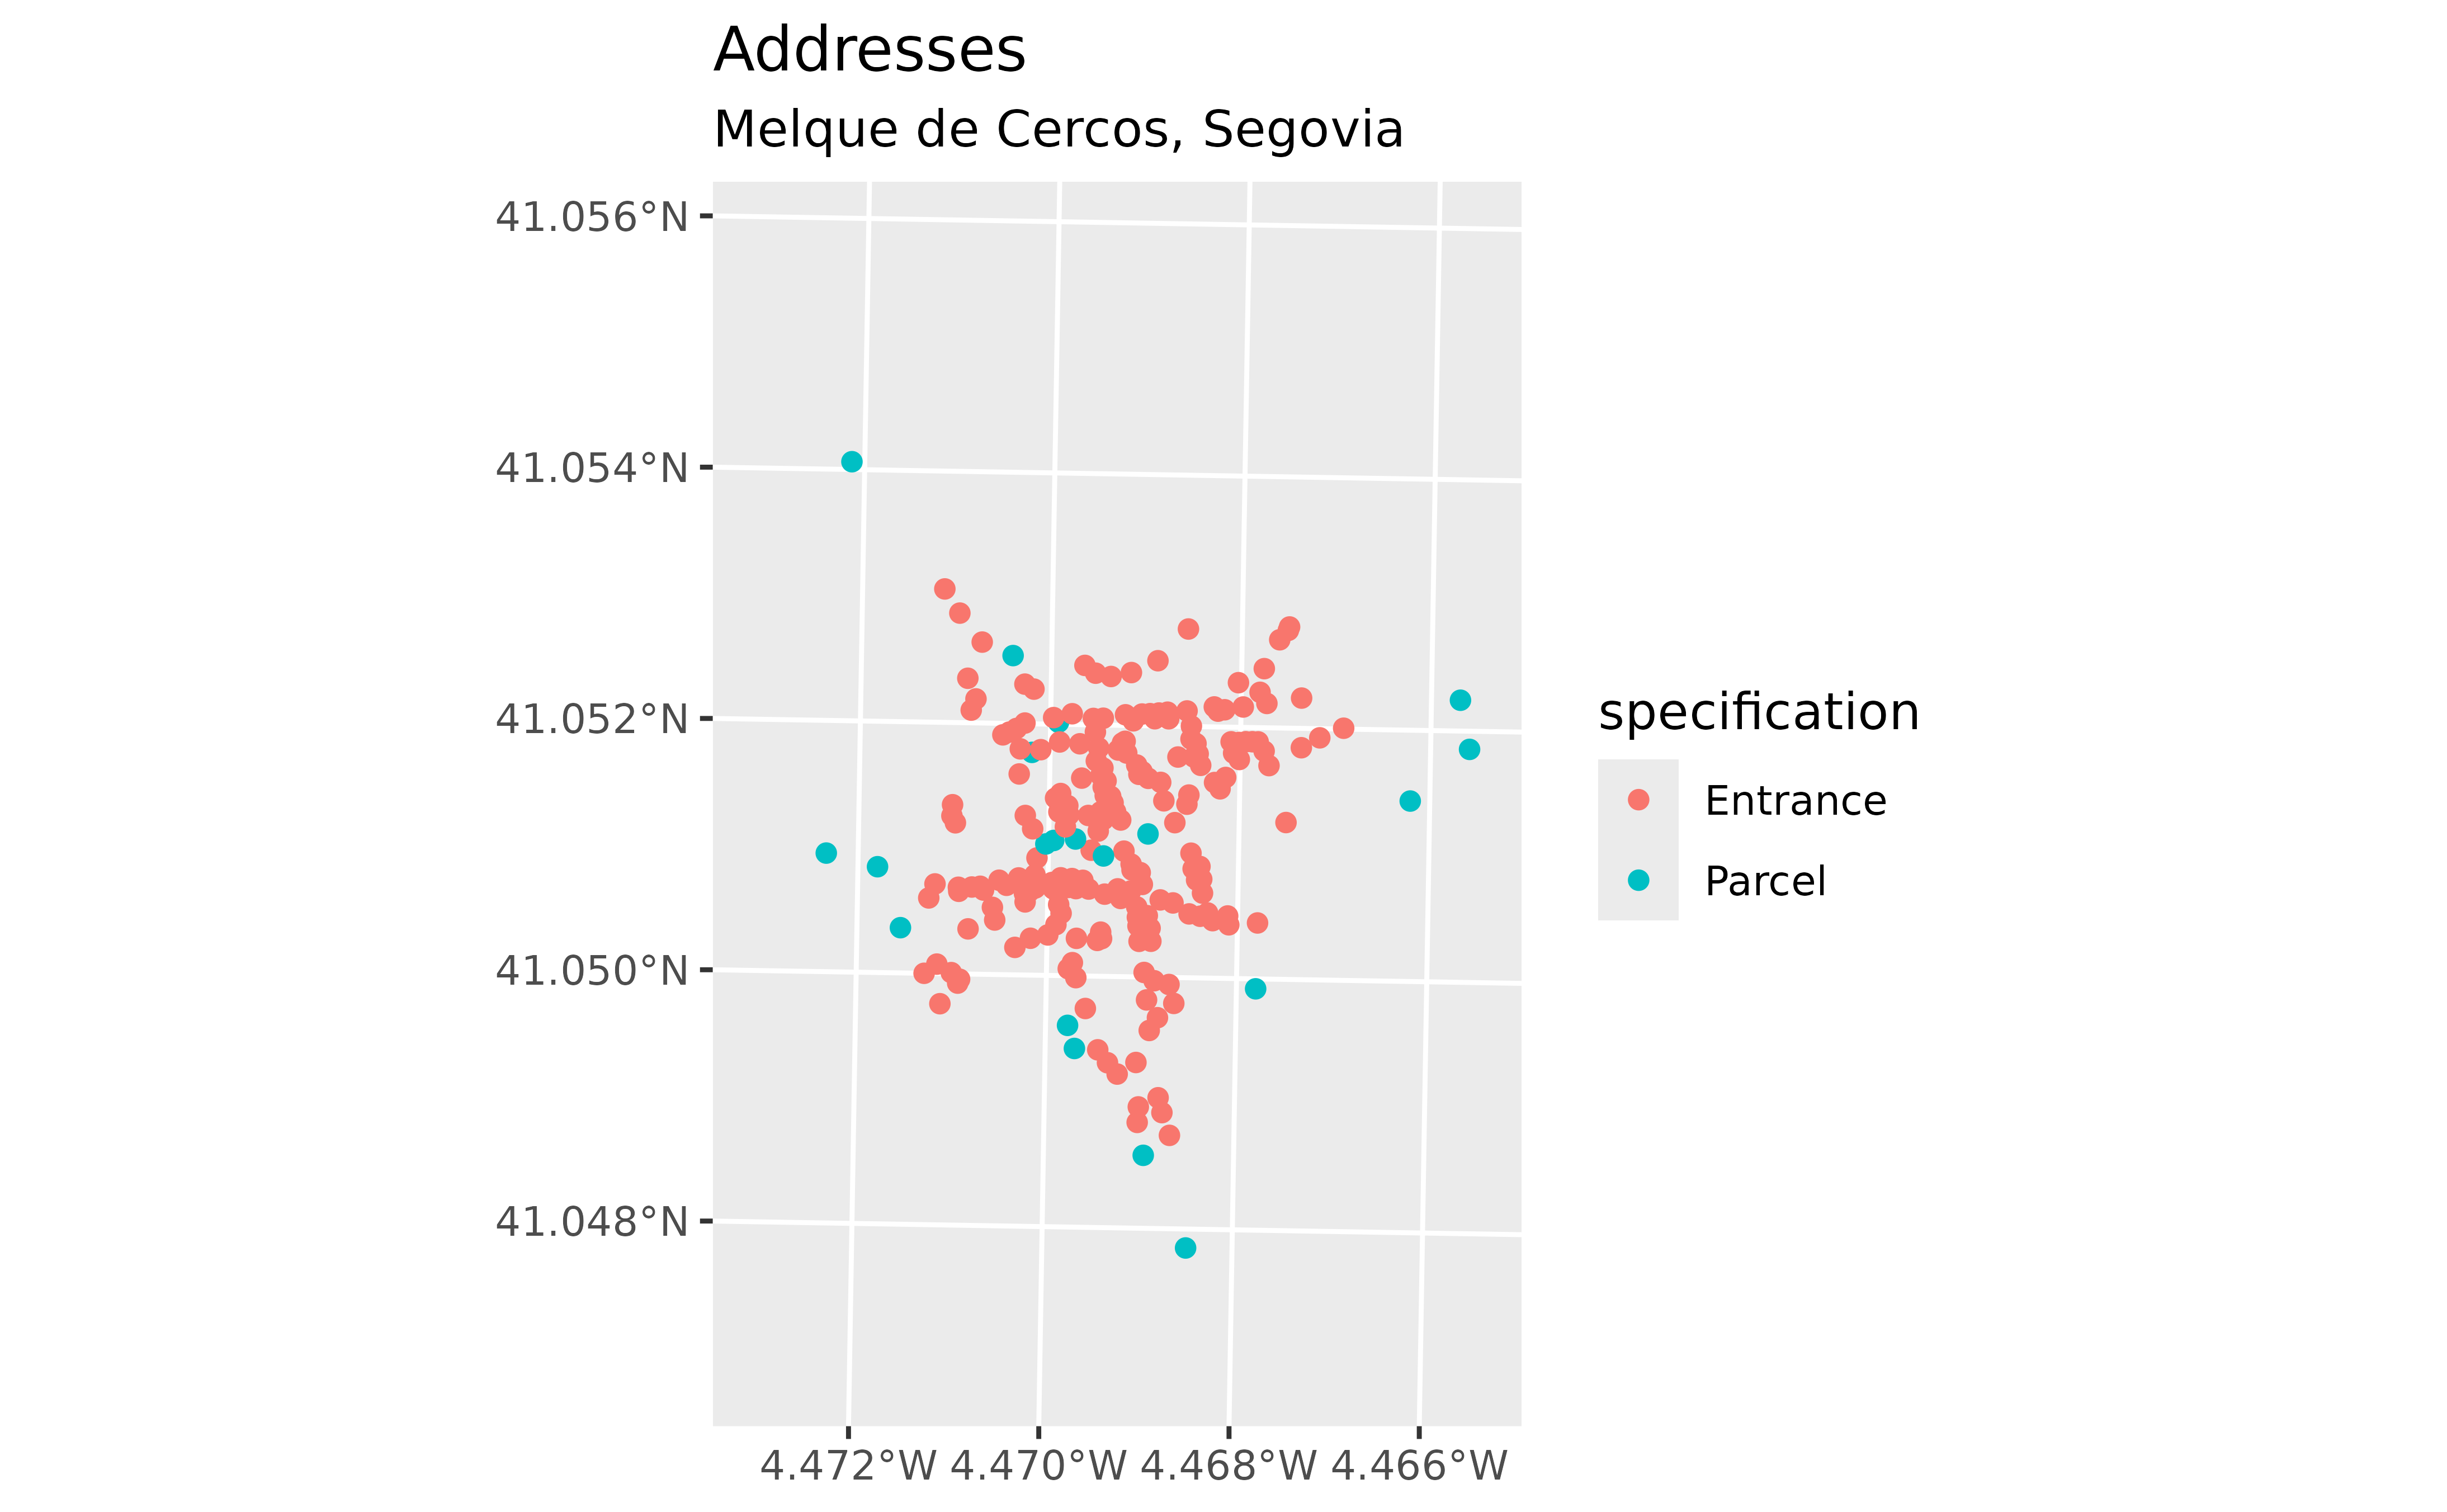 Addresses
Melque de Cercos, Segovia
41.056°N
41.054°N
41.052°N
41.050°N
41.048°N
4.472°W 4.470°W 4.468°W 4.466°W
specification
Entrance
Parcel